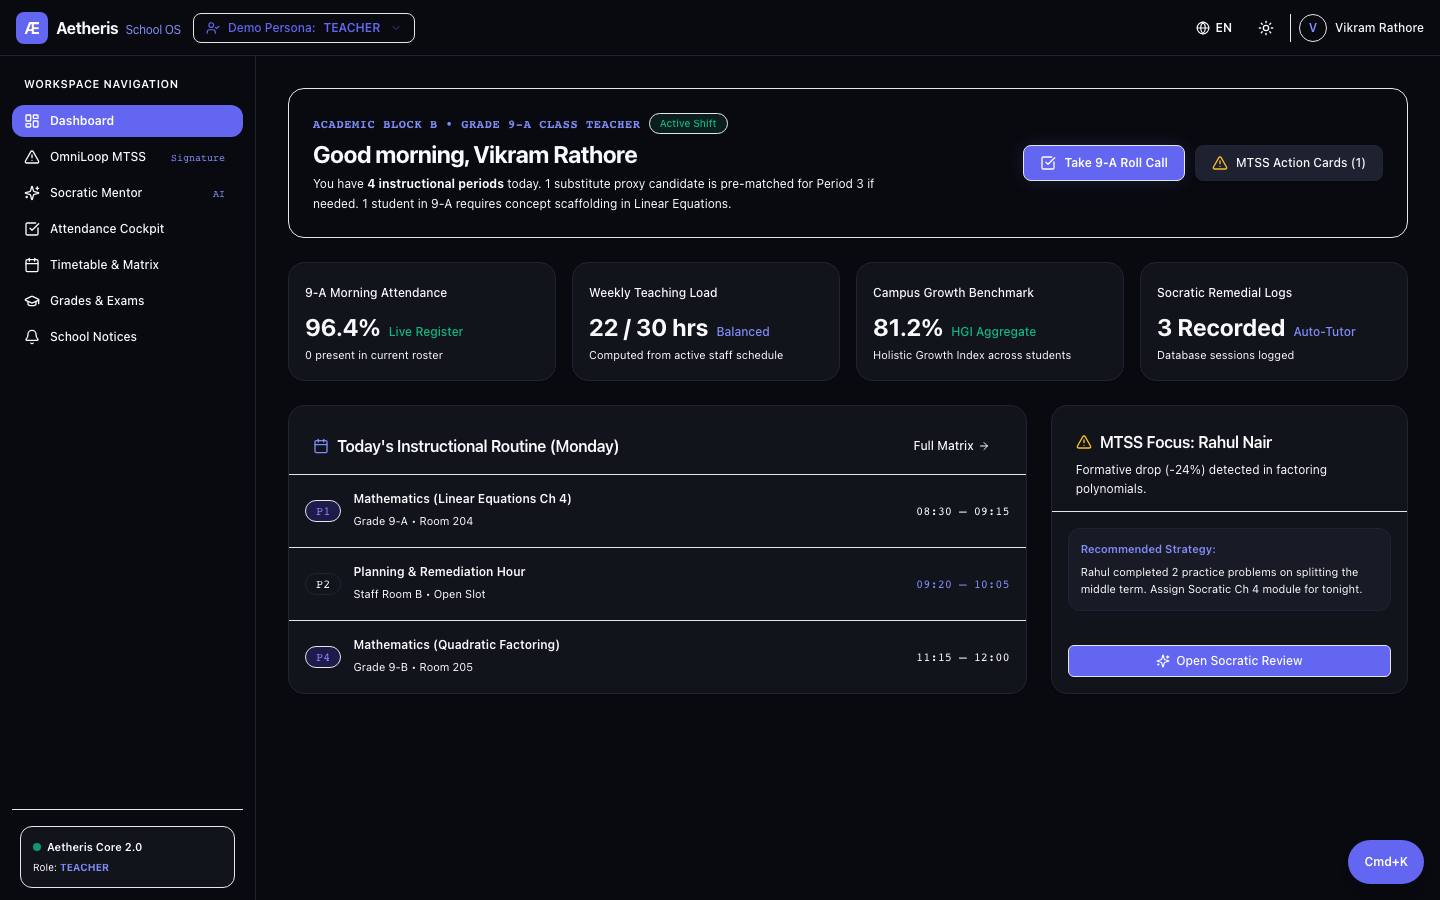 Æ Aetheris School OS
Demo Persona: TEACHER
EN
V Vikram Rathore
WORKSPACE NAVIGATION
Dashboard
OmniLoop MTSS Signature
Socratic Mentor AI
Attendance Cockpit
Timetable & Matrix
Grades & Exams
School Notices
Aetheris Core 2.0
Role: TEACHER
ACADEMIC BLOCK B • GRADE 9-A CLASS TEACHER Active Shift
Good morning, Vikram Rathore
You have 4 instructional periods today. 1 substitute proxy candidate is pre-matched for Period 3 if
needed. 1 student in 9-A requires concept scaffolding in Linear Equations.
Take 9-A Roll Call
MTSS Action Cards (1)
9-A Morning Attendance
96.4% Live Register
0 present in current roster
Weekly Teaching Load
22 / 30 hrs Balanced
Computed from active staff schedule
Campus Growth Benchmark
81.2% HGI Aggregate
Holistic Growth Index across students
Socratic Remedial Logs
3 Recorded Auto-Tutor
Database sessions logged
Today's Instructional Routine (Monday)
Full Matrix →
P1
Mathematics (Linear Equations Ch 4)
Grade 9-A • Room 204
08:30 — 09:15
P2
Planning & Remediation Hour
Staff Room B • Open Slot
09:20 — 10:05
P4
Mathematics (Quadratic Factoring)
Grade 9-B • Room 205
11:15 — 12:00
MTSS Focus: Rahul Nair
Formative drop (-24%) detected in factoring
polynomials.
Recommended Strategy:
Rahul completed 2 practice problems on splitting the
middle term. Assign Socratic Ch 4 module for tonight.
Open Socratic Review
Cmd+K